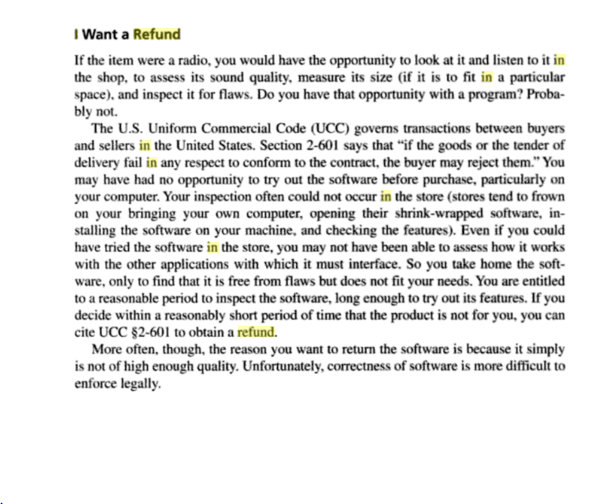 I Want a Refund
If the item were a radio, you would have the opportunity to look at it and listen to it in
the shop, to assess its sound quality, measure its size (if it is to fit in a particular
space), and inspect it for flaws. Do you have that opportunity with a program? Proba-
bly not.
The U.S. Uniform Commercial Code (UCC) governs transactions between buyers
and sellers in the United States. Section 2-601 says that “if the goods or the tender of
delivery fail in any respect to conform to the contract, the buyer may reject them.” You
may have had no opportunity to try out the software before purchase, particularly on
your computer. Your inspection often could not occur in the store (stores tend to frown
on your bringing your own computer, opening their shrink-wrapped software, in-
stalling the software on your machine, and checking the features). Even if you could
have tried the software in the store, you may not have been able to assess how it works
with the other applications with which it must interface. So you take home the soft-
ware, only to find that it is free from flaws but does not fit your needs. You are entitled
to a reasonable period to inspect the software, long enough to try out its features. If you
decide within a reasonably short period of time that the product is not for you, you can
cite UCC §2-601 to obtain a refund.
More often, though, the reason you want to return the software is because it simply
is not of high enough quality. Unfortunately, correctness of software is more difficult to
enforce legally.